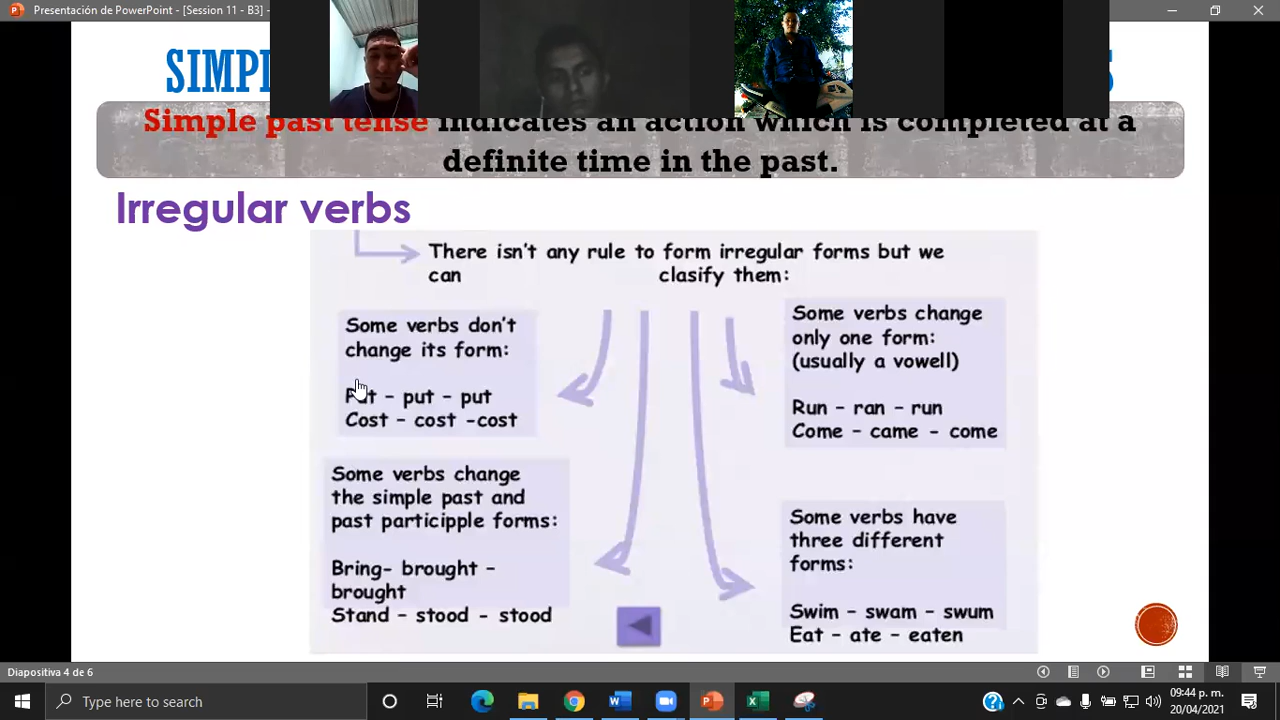 Presentación de PowerPoint - [Session 11 - B3] -
Simple past tense indicates an action which is completed at a
definite time in the past.
Irregular verbs
There isn't any rule to form irregular forms but we
can clasify them:
Some verbs don't
change its form:
Put - put - put
Cost - cost -cost
Some verbs change
only one form:
(usually a vowell)
Run - ran - run
Come - came - come
Some verbs change
the simple past and
past participple forms:
Bring- brought -
brought
Stand - stood - stood
Some verbs have
three different
forms:
Swim - swam - swum
Eat - ate - eaten
Diapositiva 4 de 6
Type here to search
09:44 p. m.
20/04/2021